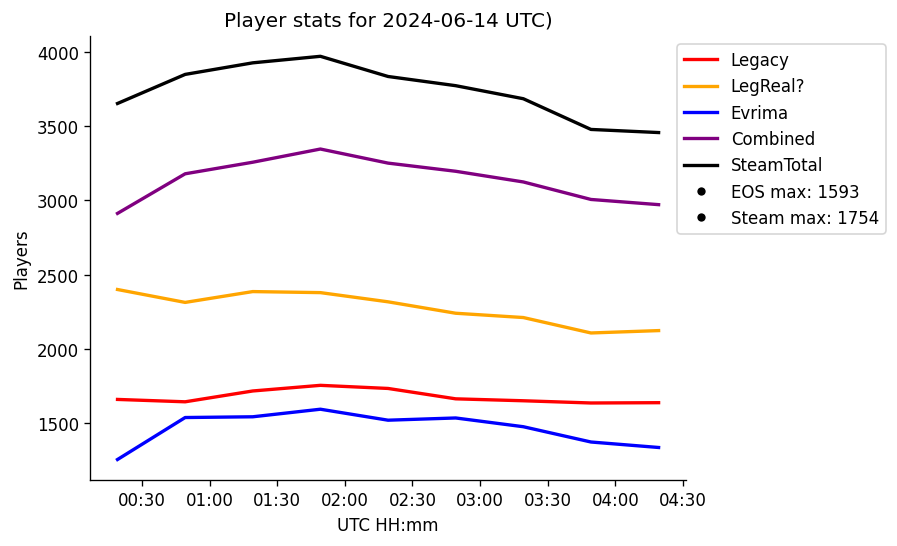 Player stats for 2024-06-14 UTC)
4000
3500
3000
2500
2000
1500
Players
00:30 01:00 01:30 02:00 02:30 03:00 03:30 04:00 04:30
UTC HH:mm
Legacy
LegReal?
Evrima
Combined
SteamTotal
EOS max: 1593
Steam max: 1754